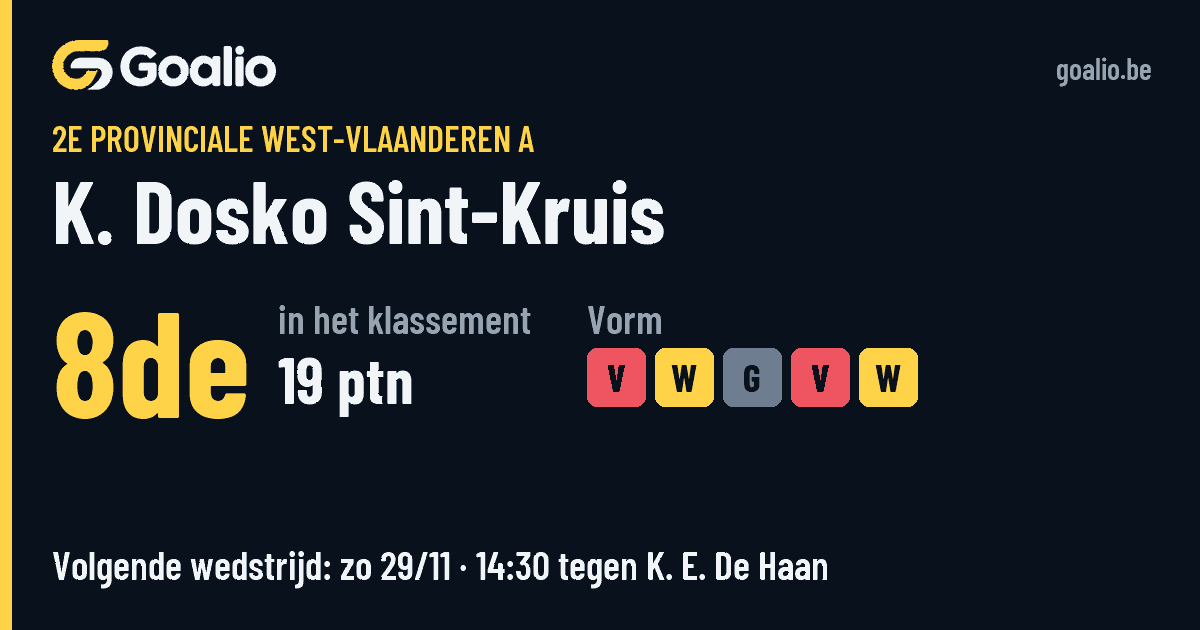 Goalio
goalio.be
2E PROVINCIALE WEST-VLAANDEREN A
K. Dosko Sint-Kruis
8de
in het klassement
19 ptn
Vorm
V W G V W
Volgende wedstrijd: zo 29/11 · 14:30 tegen K. E. De Haan